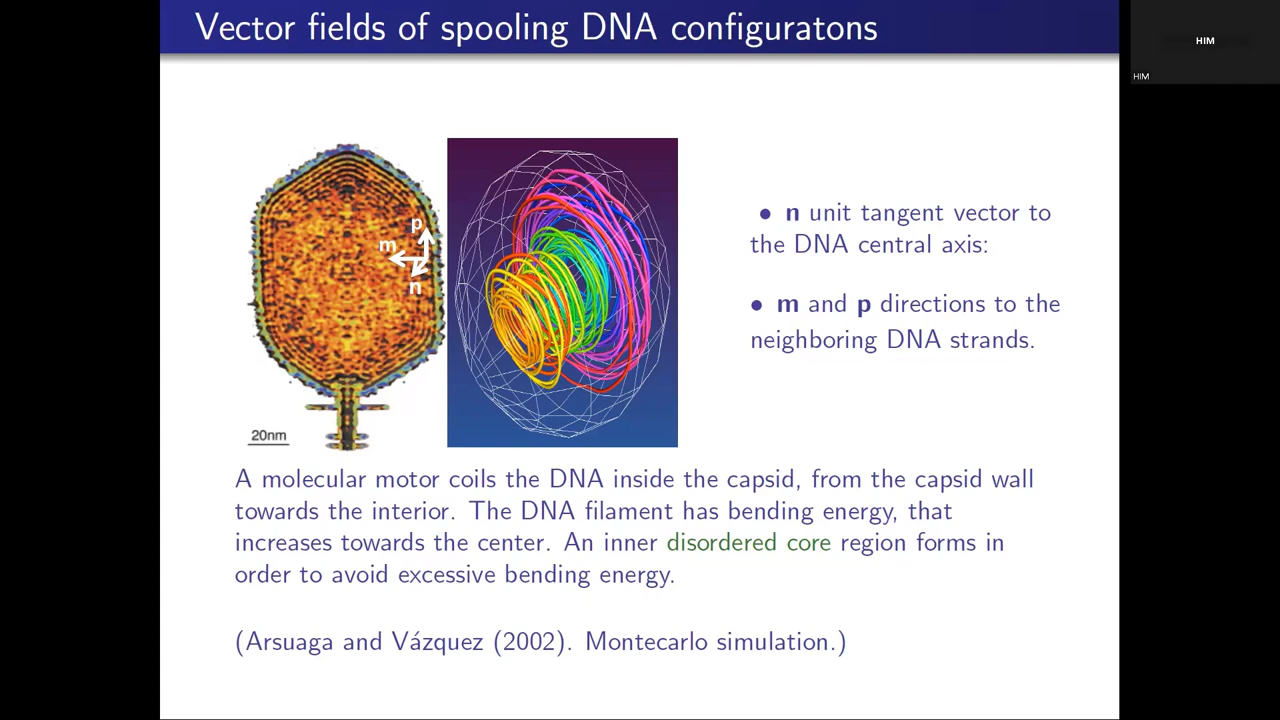 Vector fields of spooling DNA configuratons
HIM
HIM
p
m
n
20nm
• n unit tangent vector to
the DNA central axis:
• m and p directions to the
neighboring DNA strands.
A molecular motor coils the DNA inside the capsid, from the capsid wall
towards the interior. The DNA filament has bending energy, that
increases towards the center. An inner disordered core region forms in
order to avoid excessive bending energy.
(Arsuaga and Vázquez (2002). Montecarlo simulation.)